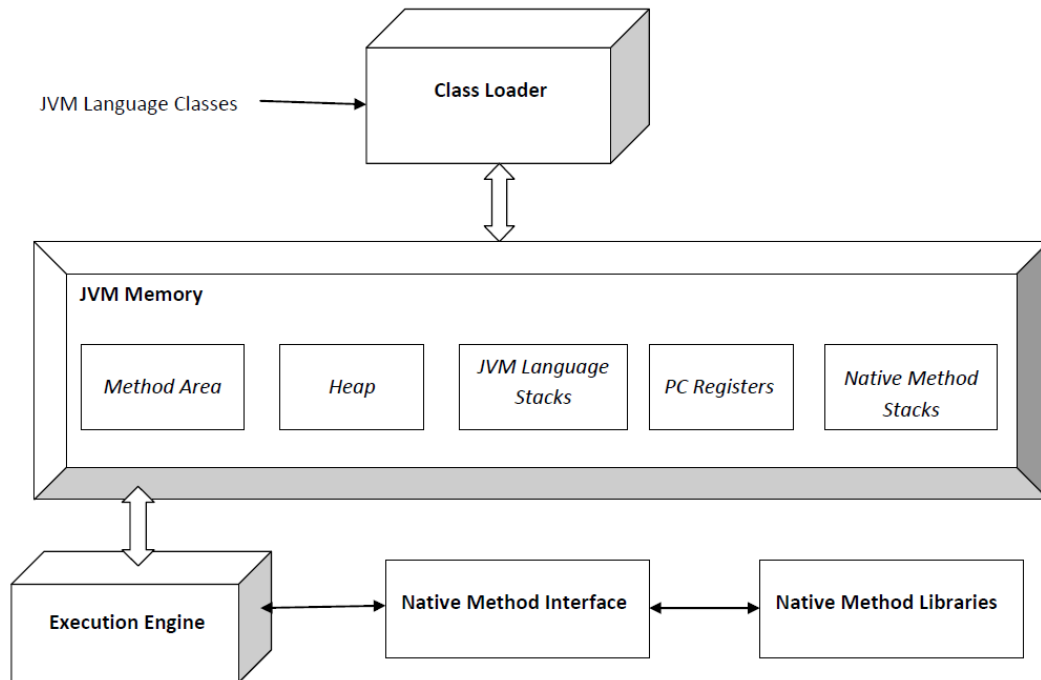 Class Loader
JVM Language Classes
JVM Memory
Method Area
Heap
JVM Language
Stacks
PC Registers
Native Method
Stacks
Execution Engine
Native Method Interface
Native Method Libraries